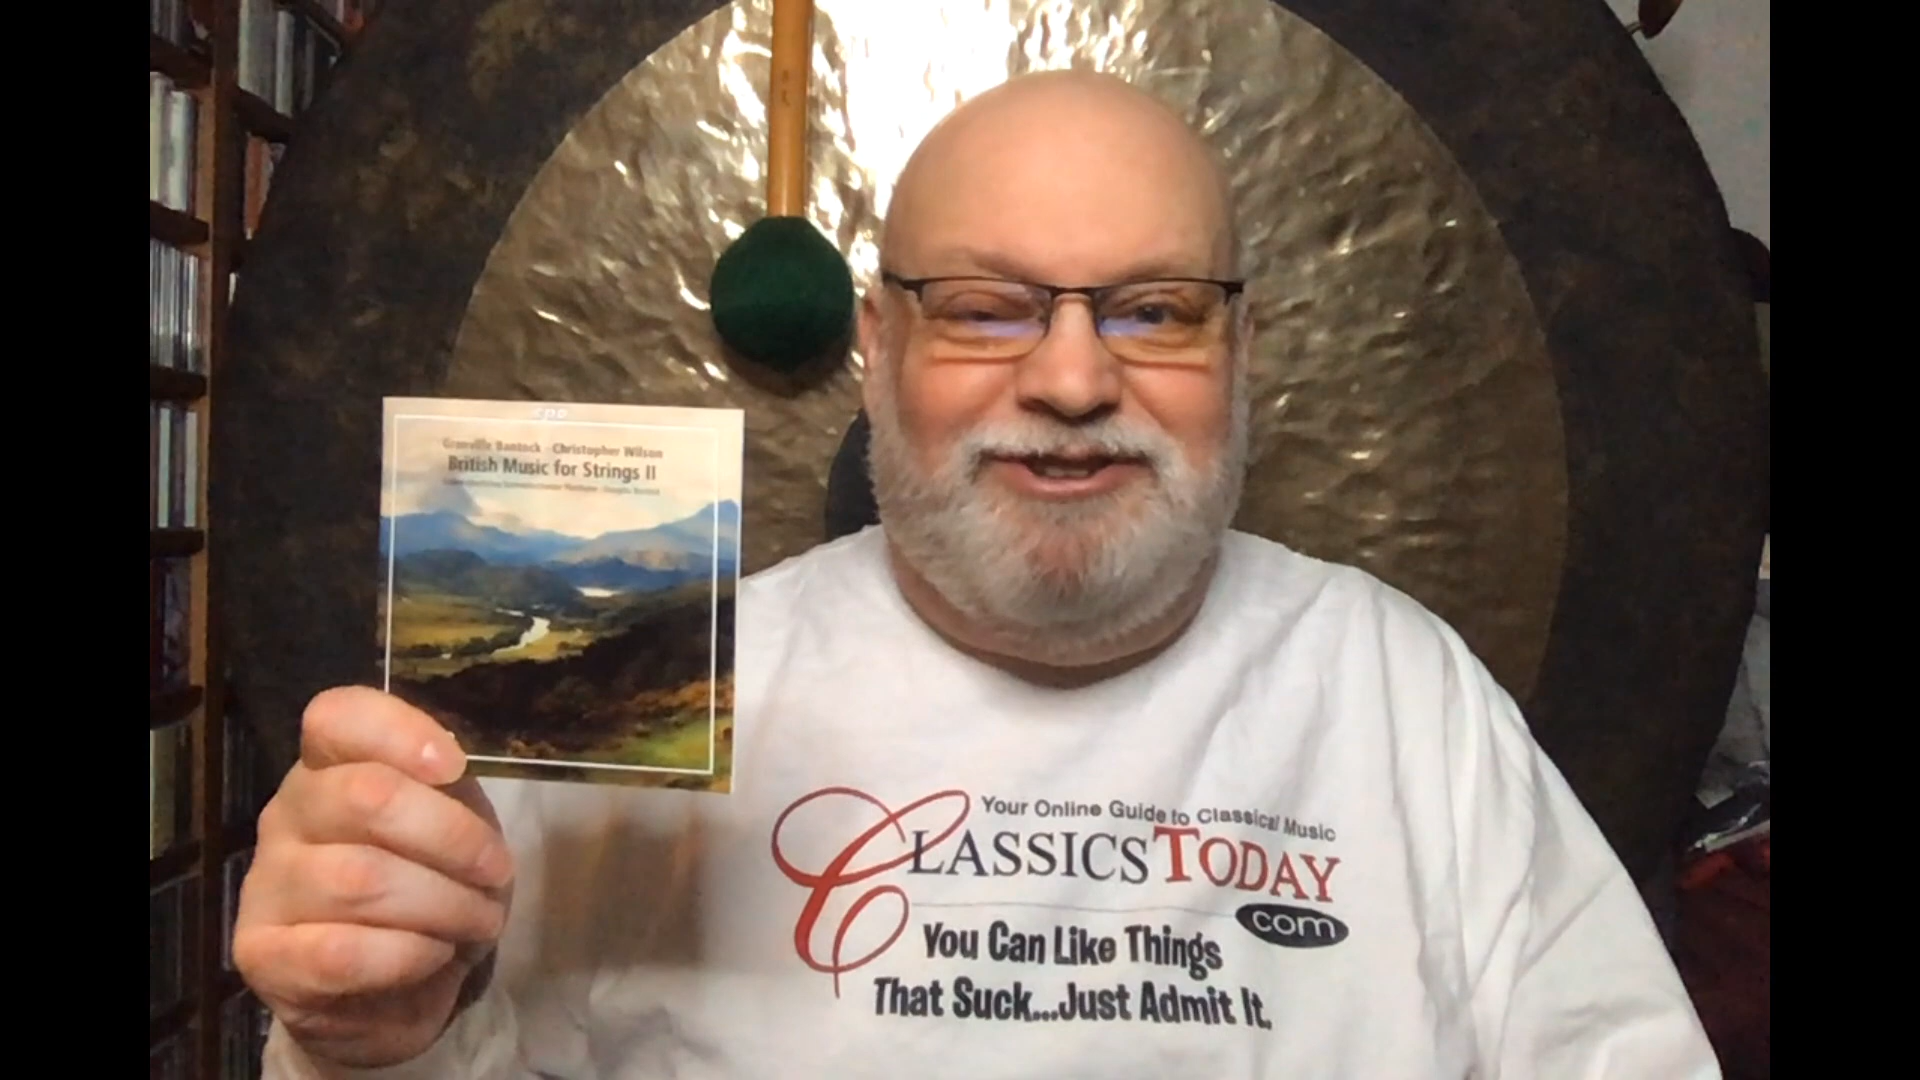 cpo
Granville Bantock · Christopher Wilson
British Music for Strings II
Your Online Guide to Classical Music
CLASSICSTODAY
com
You Can Like Things
That Suck...Just Admit It.